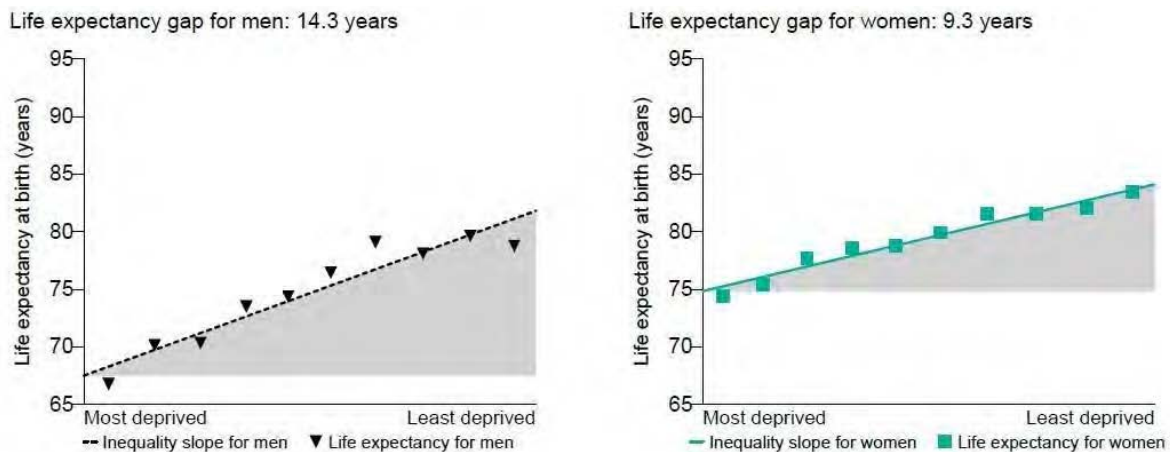 Life expectancy gap for men: 14.3 years
95
90
85
80
75
70
65
Life expectancy at birth (years)
Most deprived
Least deprived
Inequality slope for men
Life expectancy for men
Life expectancy gap for women: 9.3 years
95
90
85
80
75
70
65
Life expectancy at birth (years)
Most deprived
Least deprived
Inequality slope for women
Life expectancy for women